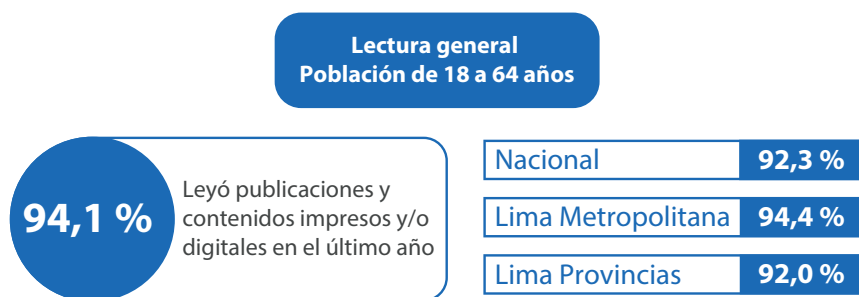 Lectura general
Población de 18 a 64 años
94,1 %
Leyó publicaciones y
contenidos impresos y/o
digitales en el último año
Nacional 92,3 %
Lima Metropolitana 94,4 %
Lima Provincias 92,0 %